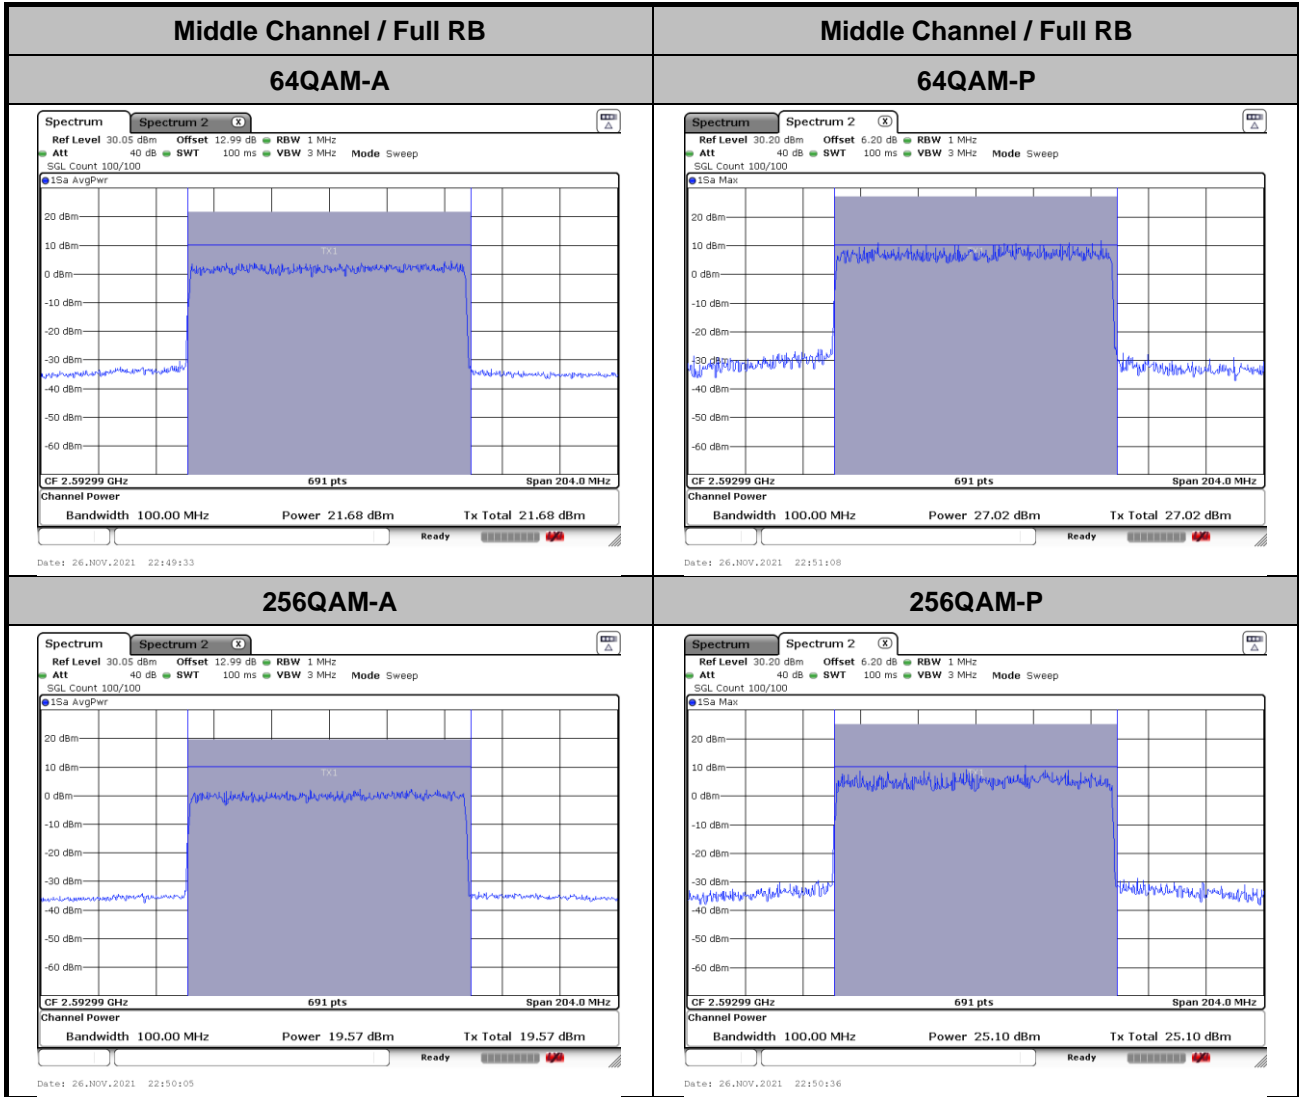 Middle Channel / Full RB
Middle Channel / Full RB
64QAM-A
64QAM-P
Spectrum Spectrum 2 X
Ref Level 30.05 dBm Offset 12.99 dB RBW 1 MHz
Att 40 dB SWT 100 ms VBW 3 MHz Mode Sweep
SGL Count 100/100
1Sa AvgPwr
20 dBm
10 dBm
TX1
0 dBm
-10 dBm
-20 dBm
-30 dBm
-40 dBm
-50 dBm
-60 dBm
CF 2.59299 GHz 691 pts Span 204.0 MHz
Channel Power
Bandwidth 100.00 MHz Power 21.68 dBm Tx Total 21.68 dBm
Ready
Date: 26.NOV.2021 22:49:33
Spectrum Spectrum 2 X
Ref Level 30.20 dBm Offset 6.20 dB RBW 1 MHz
Att 40 dB SWT 100 ms VBW 3 MHz Mode Sweep
SGL Count 100/100
1Sa Max
20 dBm
10 dBm
0 dBm
-10 dBm
-20 dBm
-30 dBm
-40 dBm
-50 dBm
-60 dBm
CF 2.59299 GHz 691 pts Span 204.0 MHz
Channel Power
Bandwidth 100.00 MHz Power 27.02 dBm Tx Total 27.02 dBm
Ready
Date: 26.NOV.2021 22:51:08
256QAM-A
256QAM-P
Spectrum Spectrum 2 X
Ref Level 30.05 dBm Offset 12.99 dB RBW 1 MHz
Att 40 dB SWT 100 ms VBW 3 MHz Mode Sweep
SGL Count 100/100
1Sa AvgPwr
20 dBm
10 dBm
TX1
0 dBm
-10 dBm
-20 dBm
-30 dBm
-40 dBm
-50 dBm
-60 dBm
CF 2.59299 GHz 691 pts Span 204.0 MHz
Channel Power
Bandwidth 100.00 MHz Power 19.57 dBm Tx Total 19.57 dBm
Ready
Date: 26.NOV.2021 22:50:05
Spectrum Spectrum 2 X
Ref Level 30.20 dBm Offset 6.20 dB RBW 1 MHz
Att 40 dB SWT 100 ms VBW 3 MHz Mode Sweep
SGL Count 100/100
1Sa Max
20 dBm
10 dBm
0 dBm
-10 dBm
-20 dBm
-30 dBm
-40 dBm
-50 dBm
-60 dBm
CF 2.59299 GHz 691 pts Span 204.0 MHz
Channel Power
Bandwidth 100.00 MHz Power 25.10 dBm Tx Total 25.10 dBm
Ready
Date: 26.NOV.2021 22:50:36